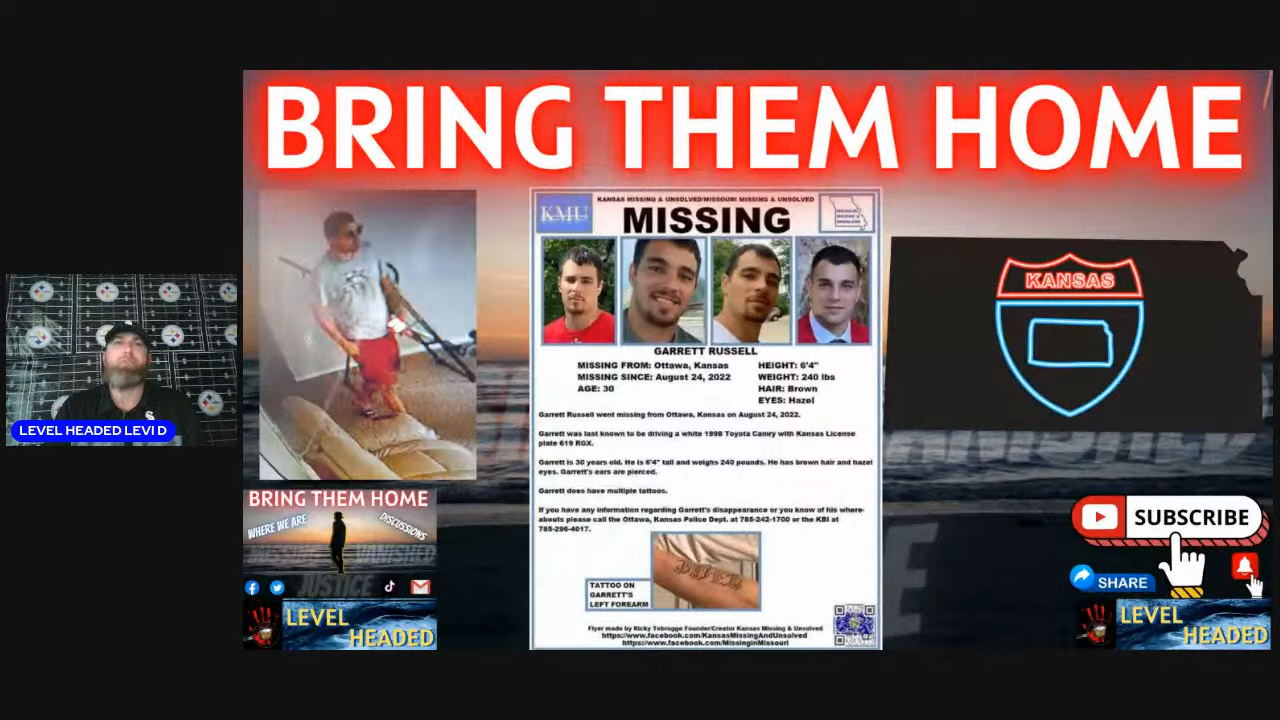 BRING THEM HOME
KANSAS MISSING & UNSOLVED/MISSOURI MISSING & UNSOLVED
KMU
MISSING
GARRETT RUSSELL
MISSING FROM: Ottawa, Kansas
MISSING SINCE: August 24, 2022
AGE: 30
HEIGHT: 6'4"
WEIGHT: 240 lbs
HAIR: Brown
EYES: Hazel
Garrett Russell went missing from Ottawa, Kansas on August 24, 2022.
Garrett was last known to be driving a white 1998 Toyota Camry with Kansas License
plate 619 RGX.
Garrett is 30 years old. He is 6'4" tall and weighs 240 pounds. He has brown hair and hazel
eyes. Garrett's ears are pierced.
Garrett does have multiple tattoos.
If you have any information regarding Garrett's disappearance or you know of his where-
abouts please call the Ottawa, Kansas Police Dept. at 785-242-1700 or the KBI at
785-296-4017.
TATTOO ON
GARRETT'S
LEFT FOREARM
Flyer made by Ricky Tebrugge Founder/Creator Kansas Missing & Unsolved
https://www.facebook.com/KansasMissingAndUnsolved
https://www.facebook.com/MissinginMissouri
KANSAS
LEVEL HEADED LEVI D
BRING THEM HOME
WHERE WE ARE
DISCUSSIONS
VANISHED
JUSTICE
LEVEL
HEADED
SUBSCRIBE
SHARE
LEVEL
HEADED